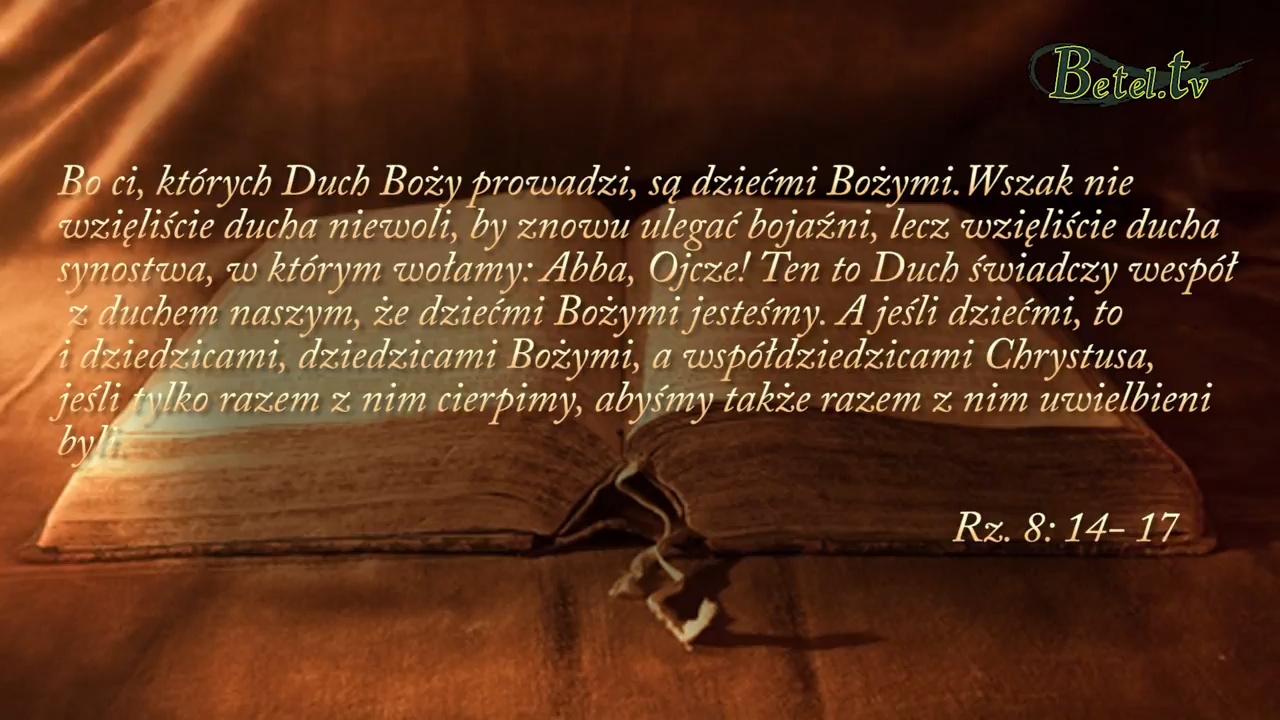 Betel.tv
Bo ci, których Duch Boży prowadzi, są dziećmi Bożymi.Wszak nie
wzięliście ducha niewoli, by znowu ulegać bojaźni, lecz wzięliście ducha
synostwa, w którym wołamy: Abba, Ojcze! Ten to Duch świadczy wespół
z duchem naszym, że dziećmi Bożymi jesteśmy. A jeśli dziećmi, to
i dziedzicami, dziedzicami Bożymi, a współdziedzicami Chrystusa,
jeśli tylko razem z nim cierpimy, abyśmy także razem z nim uwielbieni
byli.
Rz. 8: 14– 17